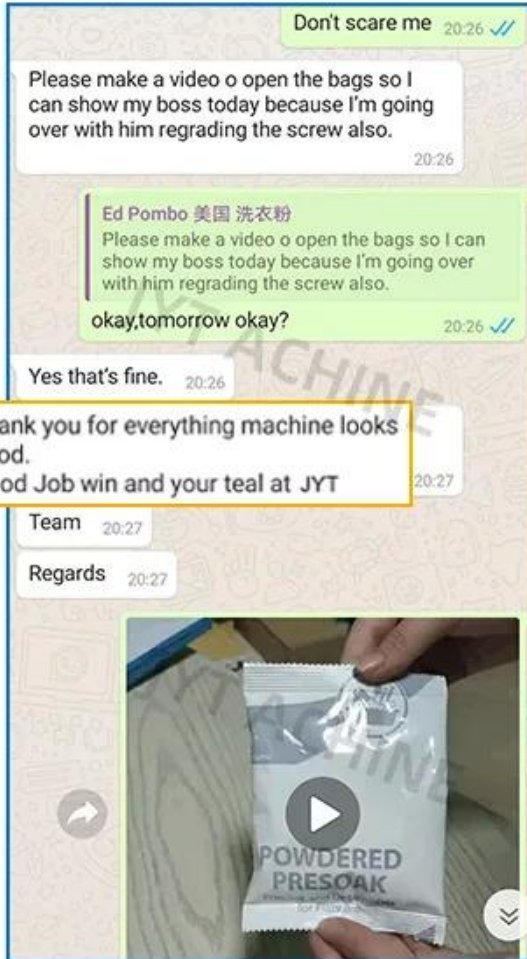 Don't scare me 20:26
Please make a video o open the bags so I
can show my boss today because I'm going
over with him regrading the screw also.
20:26
Ed Pombo 美国 洗衣粉
Please make a video o open the bags so I can
show my boss today because I'm going over
with him regrading the screw also.
okay,tomorrow okay? 20:26
Yes that's fine. 20:26
ank you for everything machine looks
od.
od Job win and your teal at JYT
20:27
Team 20:27
Regards 20:27
JYT ACHINE
JYT ACHINE
POWDERED
PRESOAK